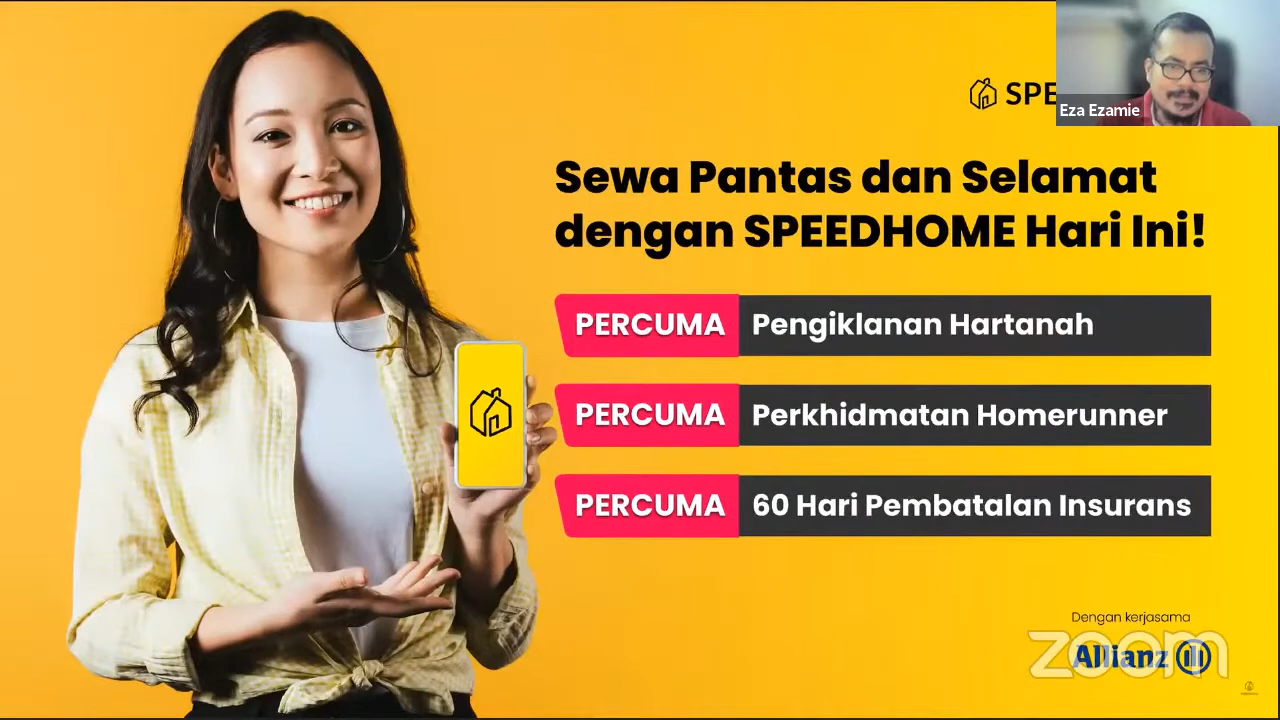 SPE
Eza Ezamie
Sewa Pantas dan Selamat
dengan SPEEDHOME Hari Ini!
PERCUMA Pengiklanan Hartanah
PERCUMA Perkhidmatan Homerunner
PERCUMA 60 Hari Pembatalan Insurans
Dengan kerjasama
Allianz
zoom